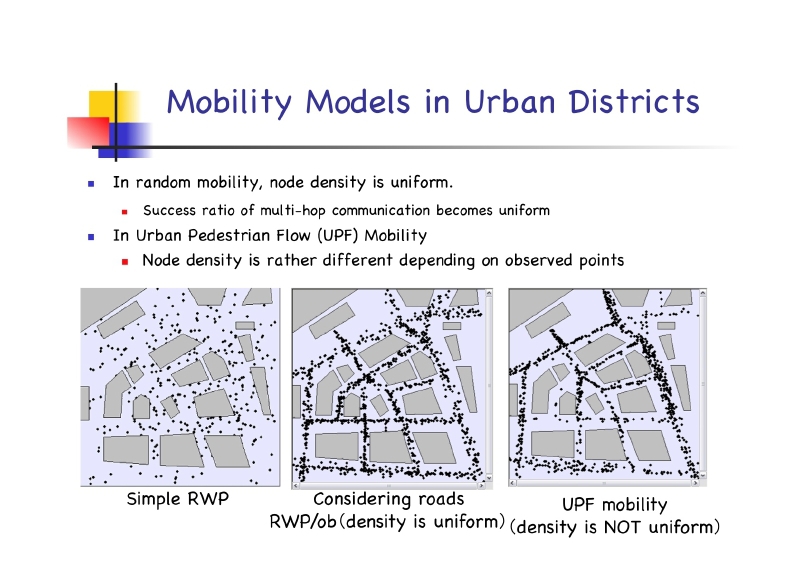 Mobility Models in Urban Districts
In random mobility, node density is uniform.
Success ratio of multi-hop communication becomes uniform
In Urban Pedestrian Flow (UPF) Mobility
Node density is rather different depending on observed points
Simple RWP
Considering roads
RWP/ob(density is uniform)
UPF mobility
(density is NOT uniform)